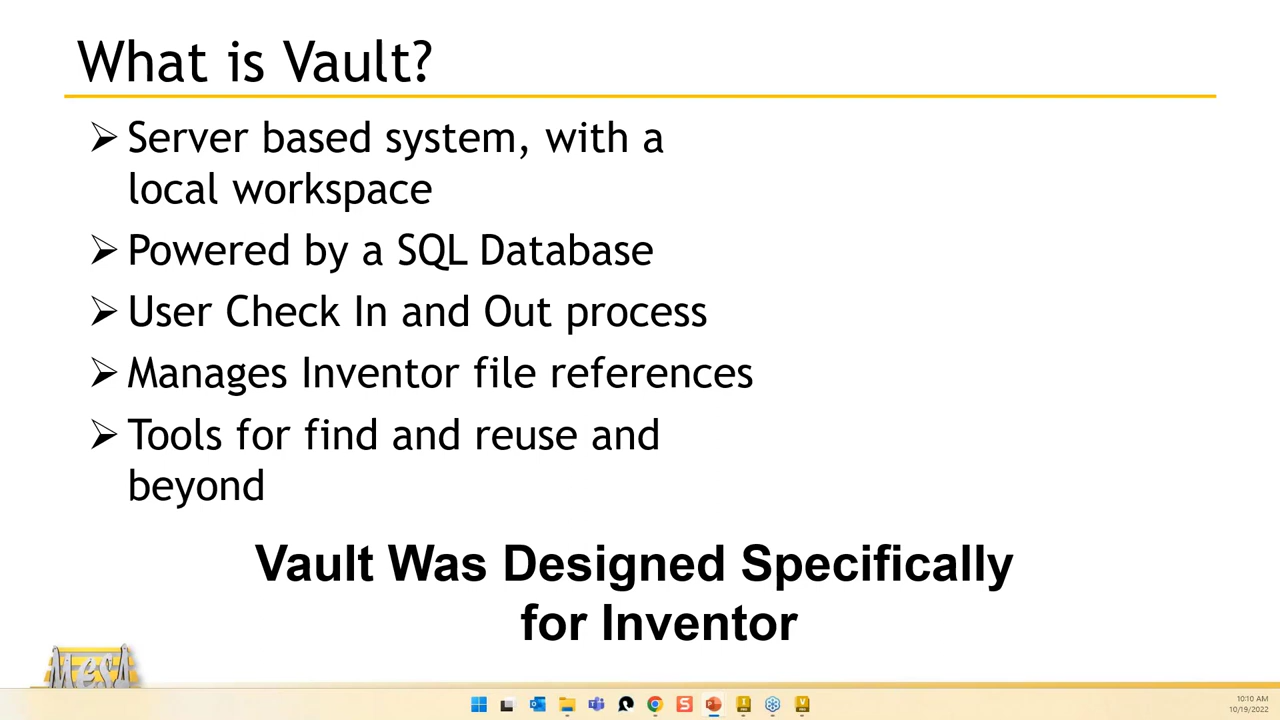 What is Vault?
➢ Server based system, with a
local workspace
➢ Powered by a SQL Database
➢ User Check In and Out process
➢ Manages Inventor file references
➢ Tools for find and reuse and
beyond
Vault Was Designed Specifically
for Inventor
MESA
10:10 AM
10/19/2022